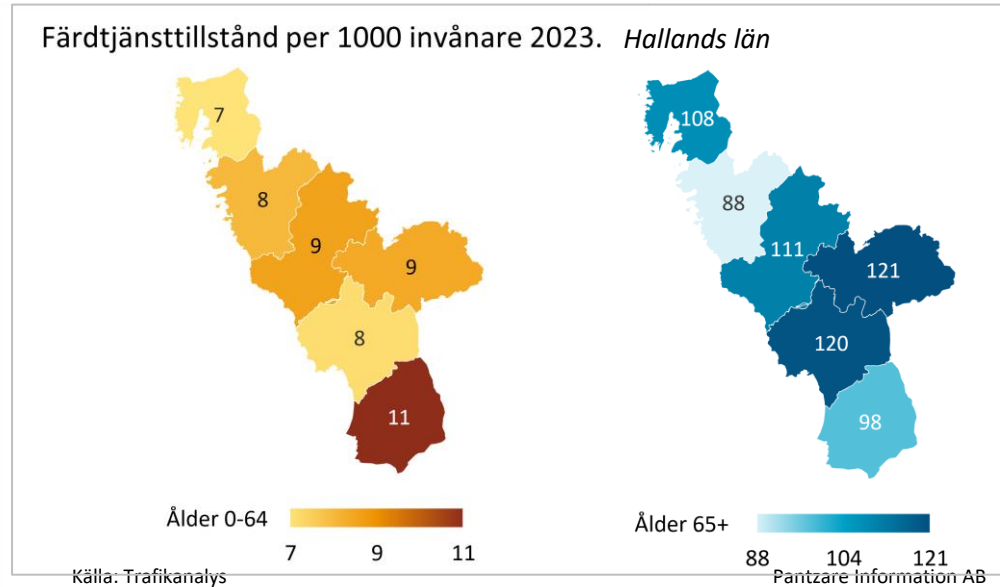 Färdtjänsttillstånd per 1000 invånare 2023. Hallands län
7
8
9
9
8
11
108
88
111
121
120
98
Ålder 0-64
7 9 11
Ålder 65+
88 104 121
Källa: Trafikanalys
Pantzare Information AB